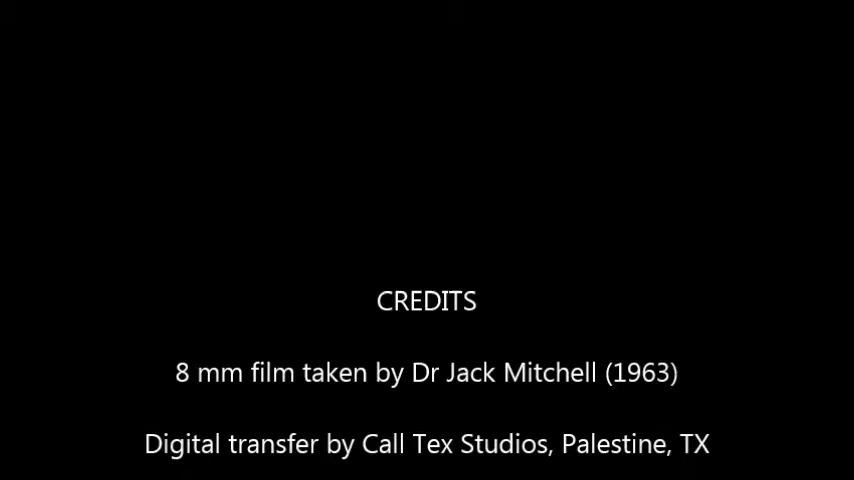 CREDITS
8 mm film taken by Dr Jack Mitchell (1963)
Digital transfer by Call Tex Studios, Palestine, TX